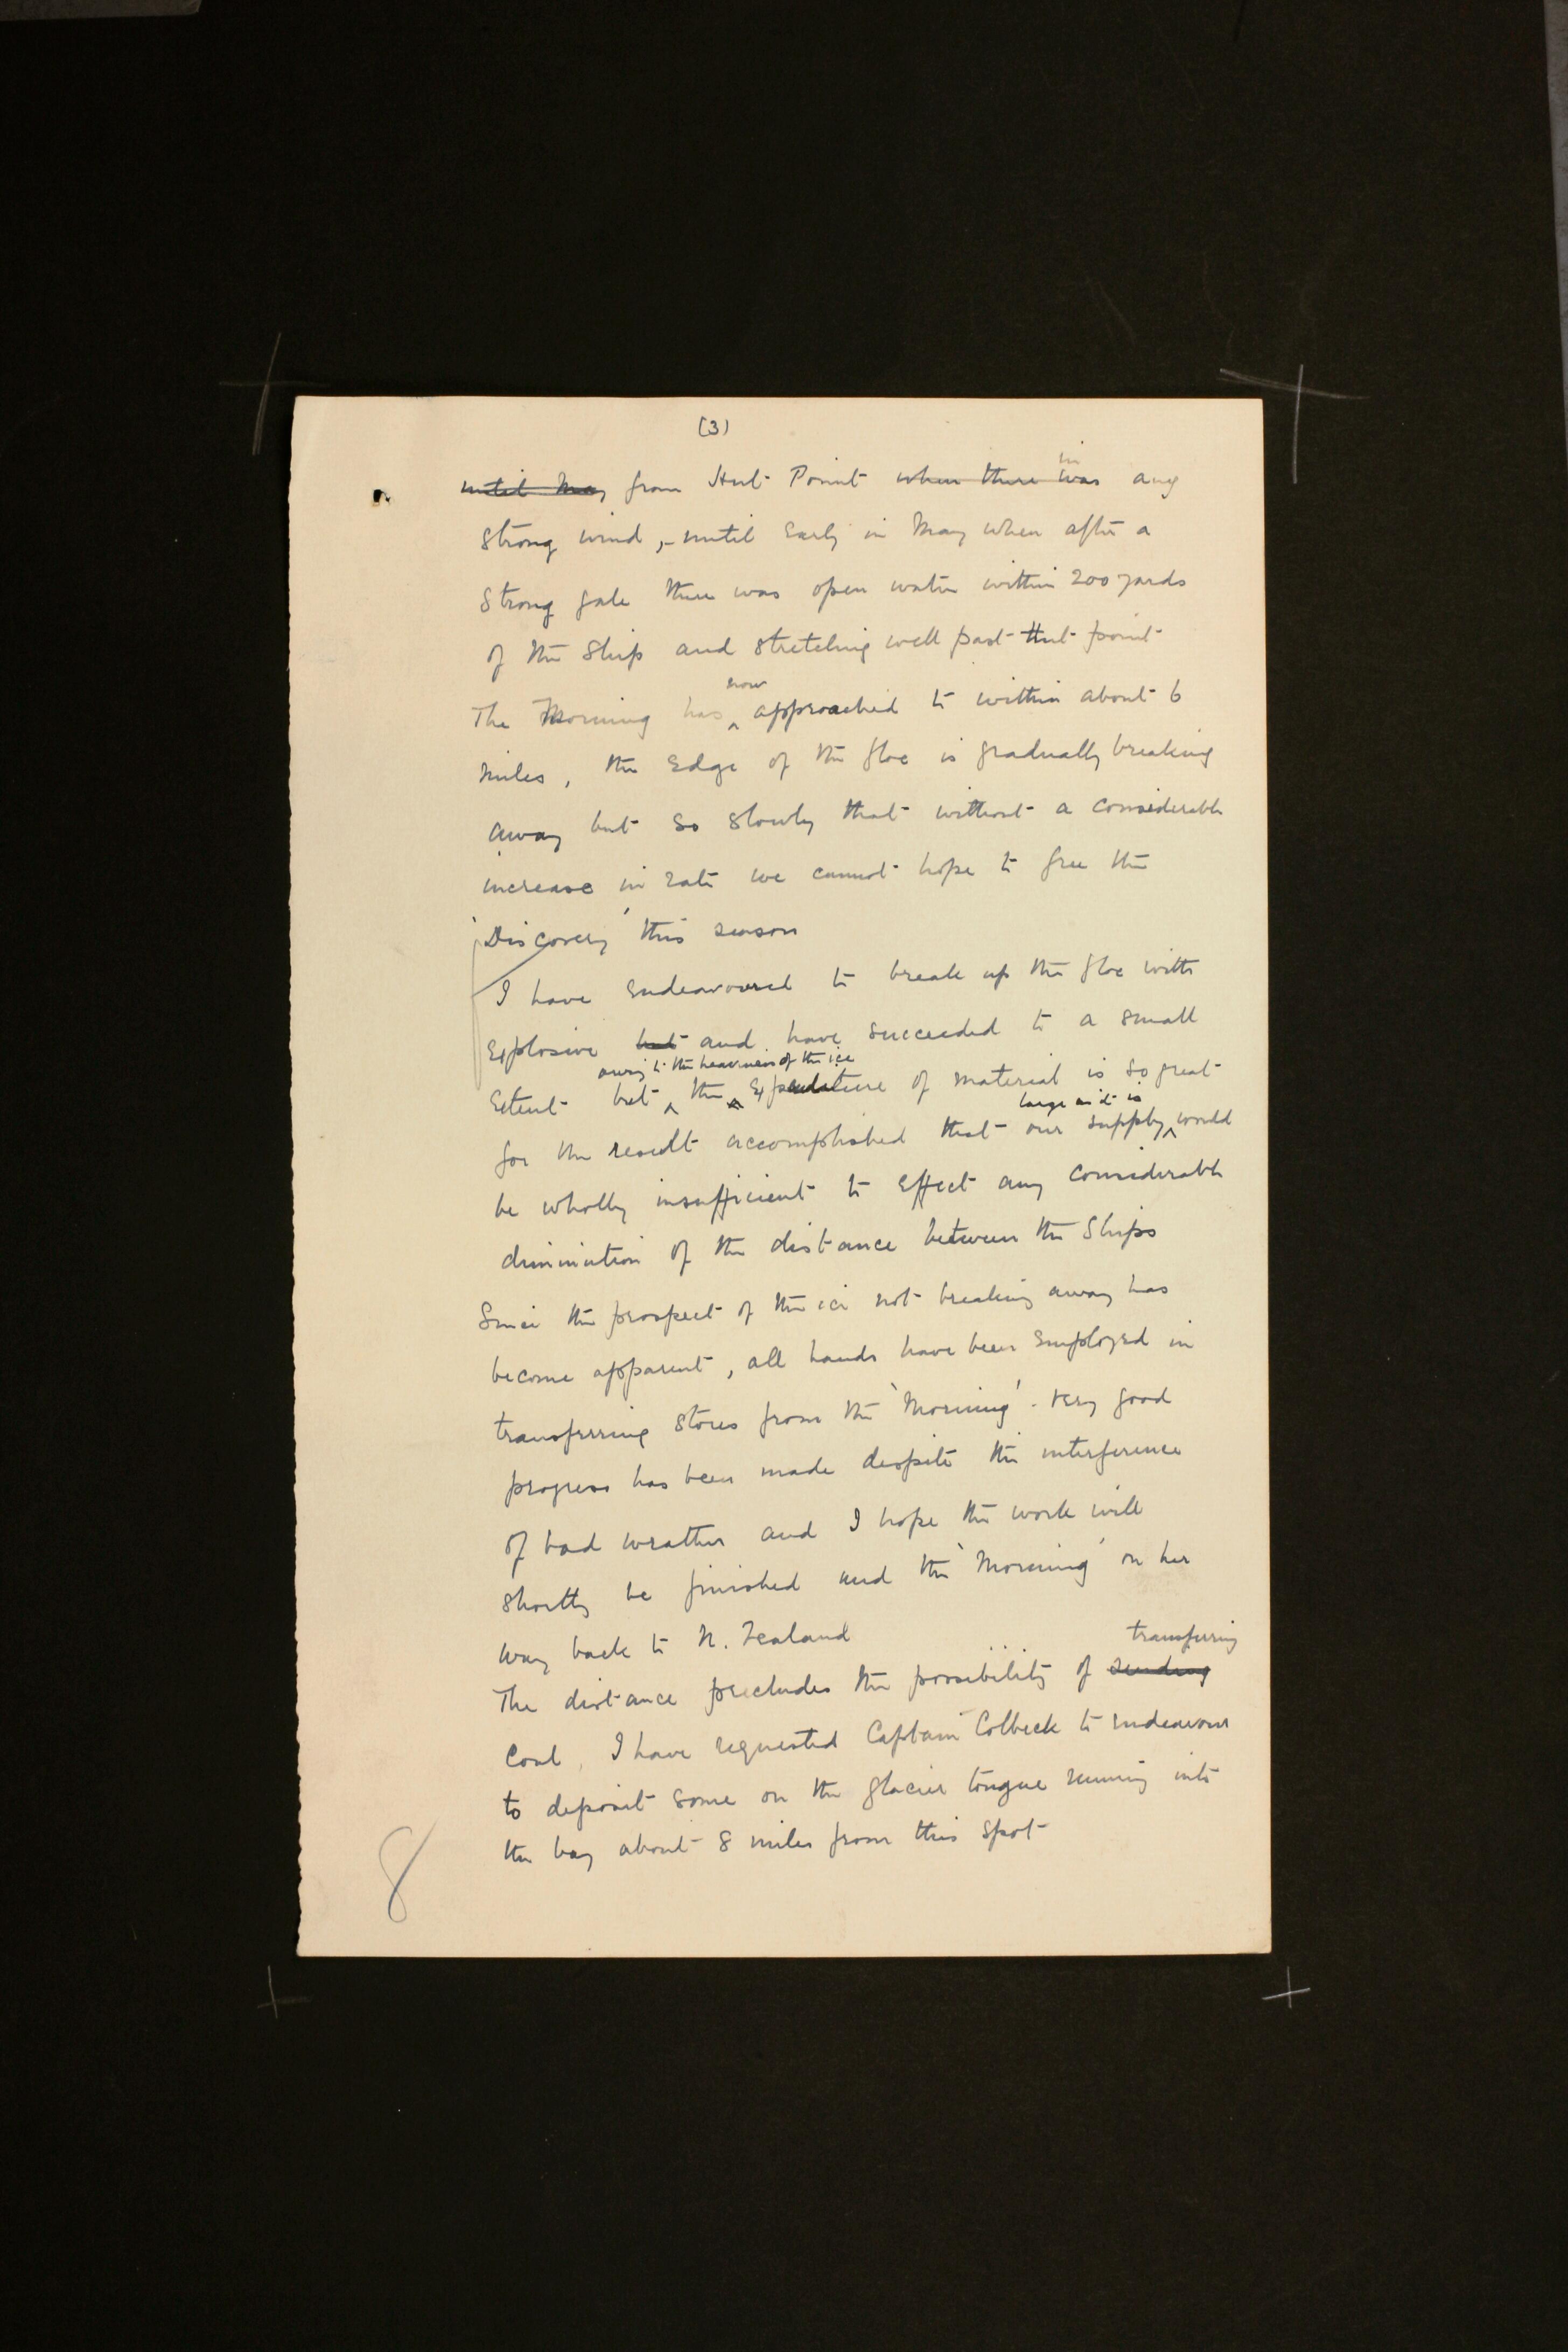 (3)
until May from Hut Point when there was in any
strong wind, - until early in May when after a
strong gale there was open water within 200 yards
of the ship and stretching well past Hut point
The Morning has now approached to within about 6
miles, the edge of the floe is gradually breaking
away but so slowly that without a considerable
increase in rate we cannot hope to free the
'Discovery' this season
I have endeavoured to break up the floe with
explosive but and have succeeded to a small
owing to the heaviness of the ice
extent but the expenditure of material is so great
large as it is
for the result accomplished that our supply would
be wholly insufficient to effect any considerable
diminution of the distance between the ships
Since the prospect of the ice not breaking away has
become apparent, all hands have been employed in
transferring stores from the 'Morning'. Very good
progress has been made despite the interference
of bad weather and I hope the work will
shortly be finished and the 'Morning' on her
way back to N. Zealand
transferring
The distance precludes the possibility of sending
coal, I have requested Captain Colbeck to endeavour
to deposit some on the glacier tongue running into
the bay about 8 miles from this spot
8